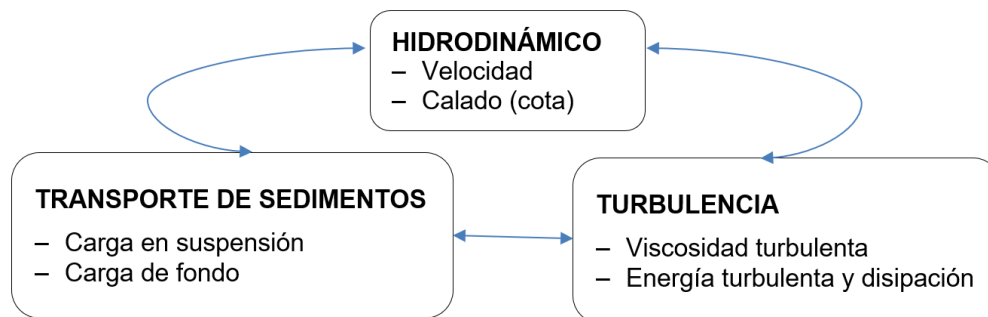 HIDRODINÁMICO
– Velocidad
– Calado (cota)
TRANSPORTE DE SEDIMENTOS
– Carga en suspensión
– Carga de fondo
TURBULENCIA
– Viscosidad turbulenta
– Energía turbulenta y disipación